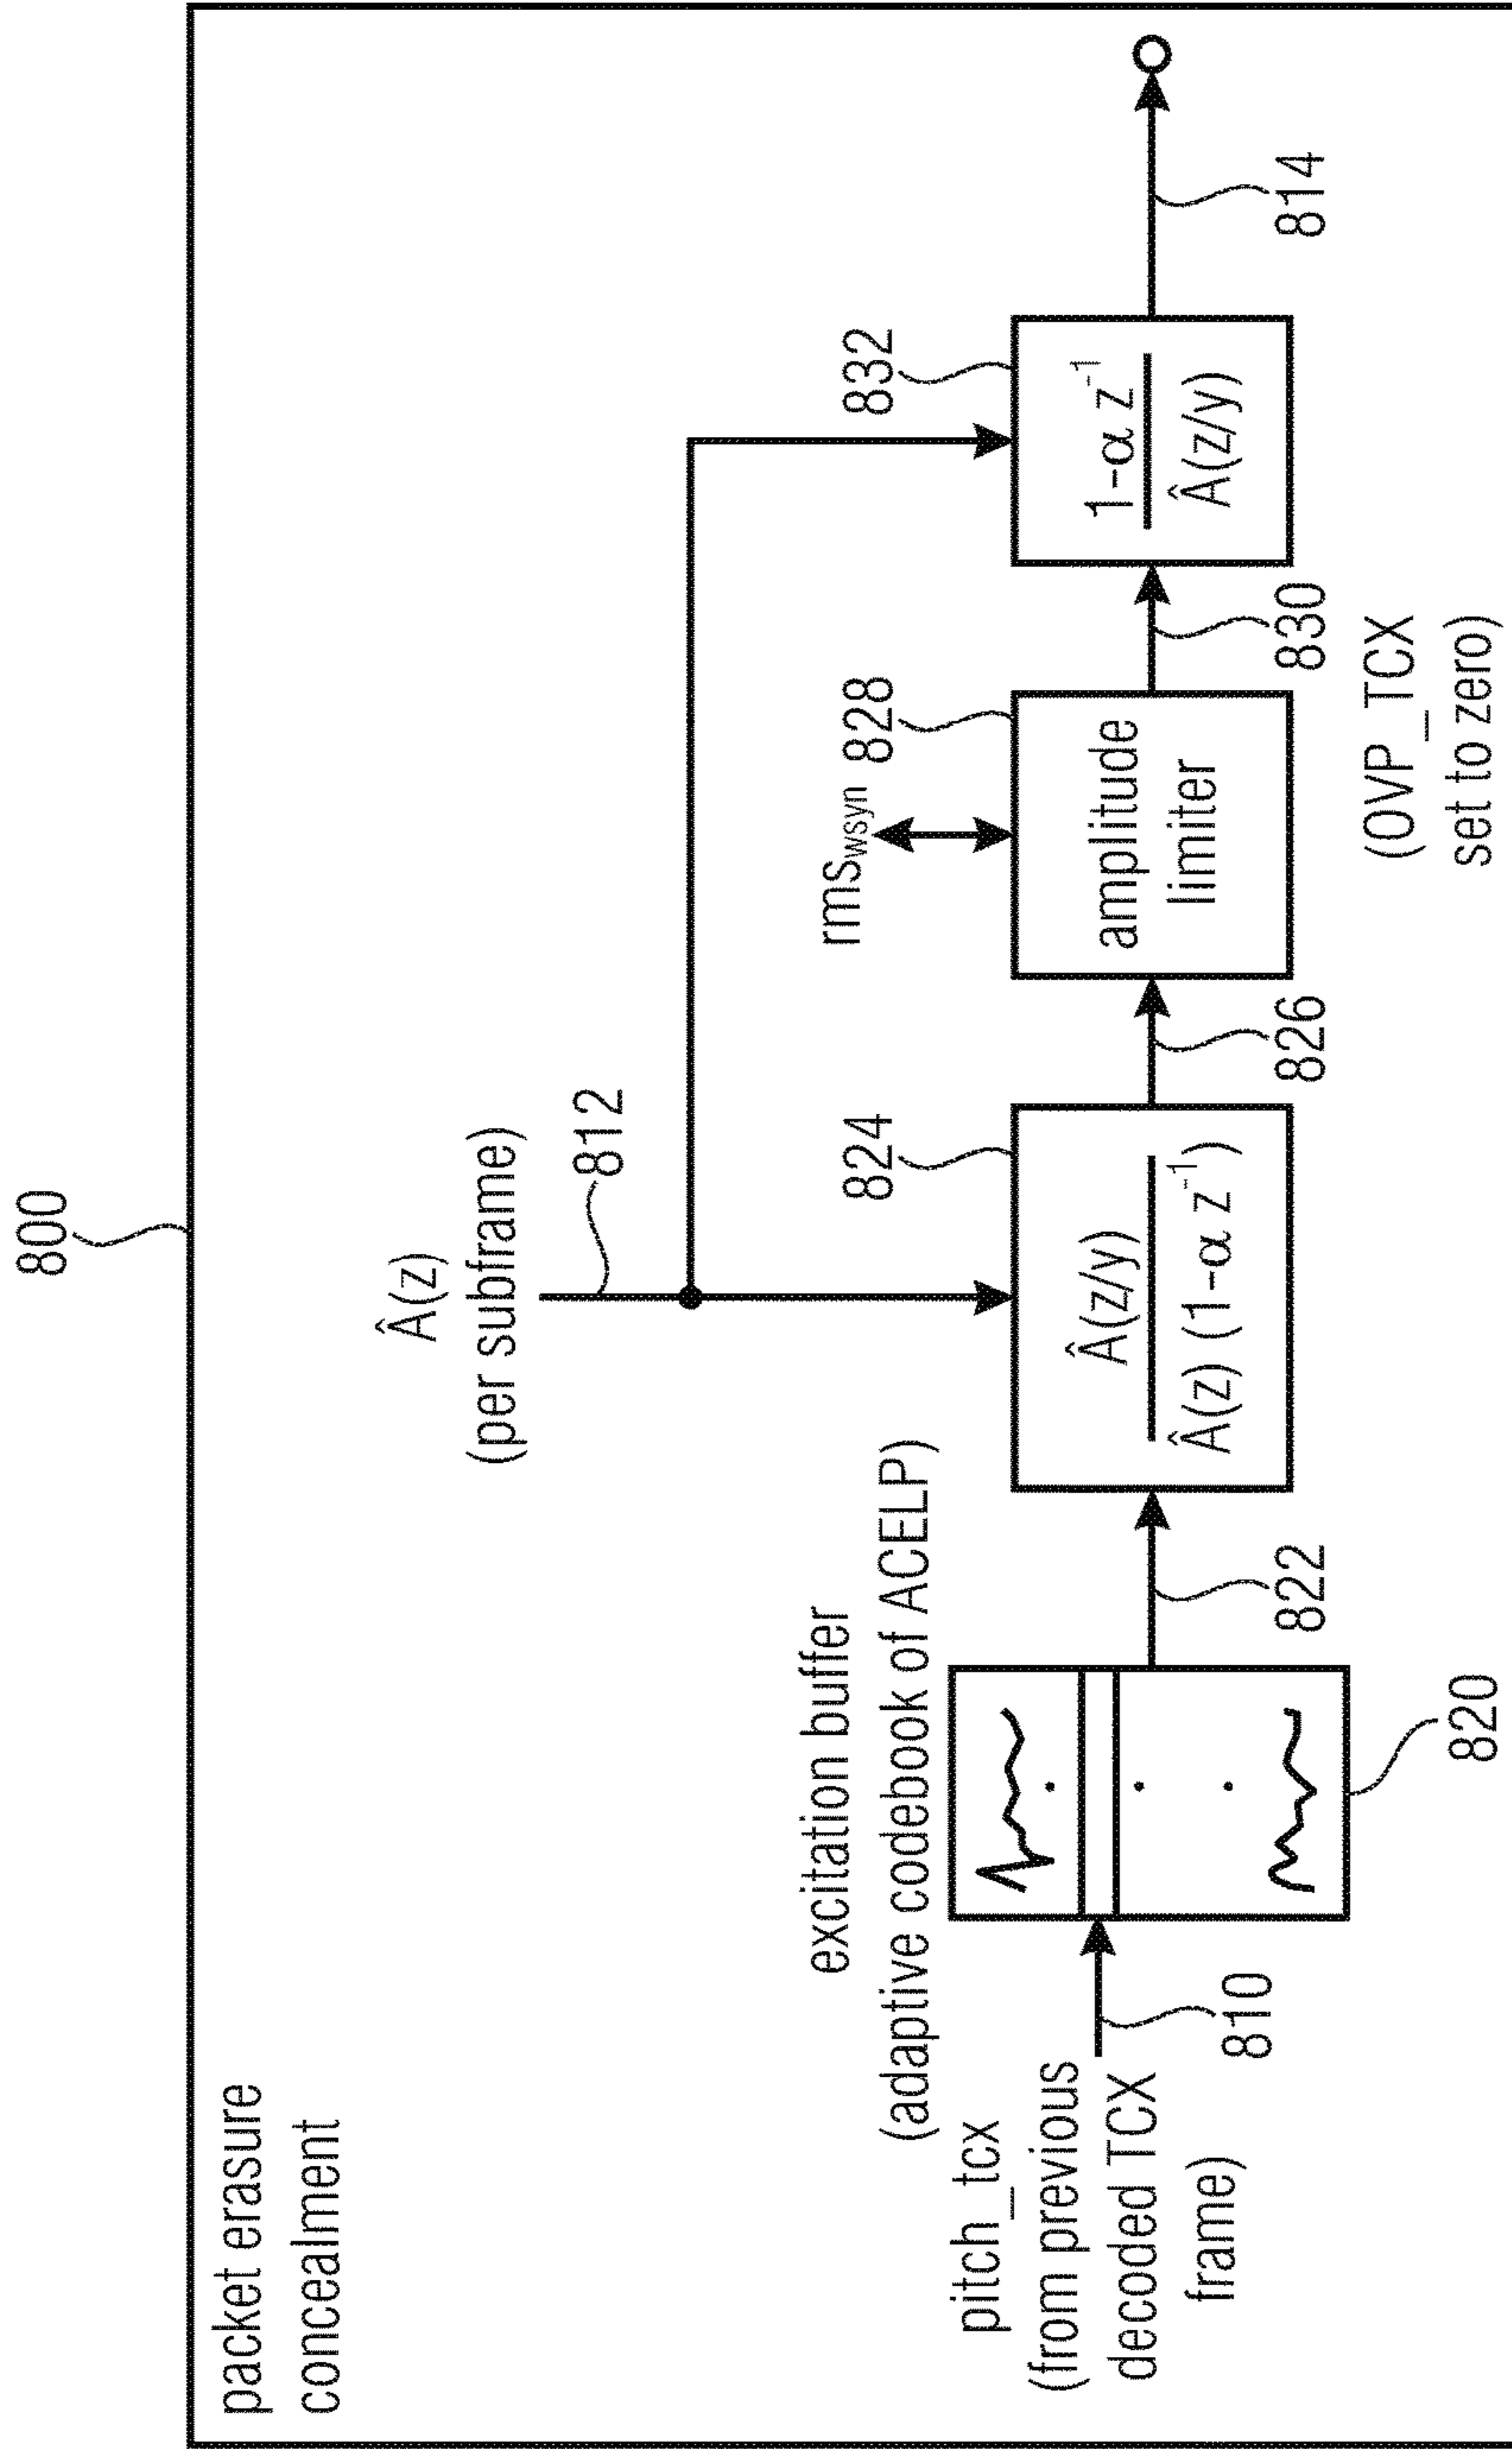 800
packet erasure
concealment
Â(z)
(per subframe)
812
excitation buffer
(adaptive codebook of ACELP)
pitch_tcx
(from previous
decoded TCX
frame)
810
820
822
824
Â(z/y)
Â(z) (1-α z⁻¹)
826
rms_wsyn
828
amplitude
limiter
830
(OVP_TCX
set to zero)
832
1-α z⁻¹
Â(z/y)
814